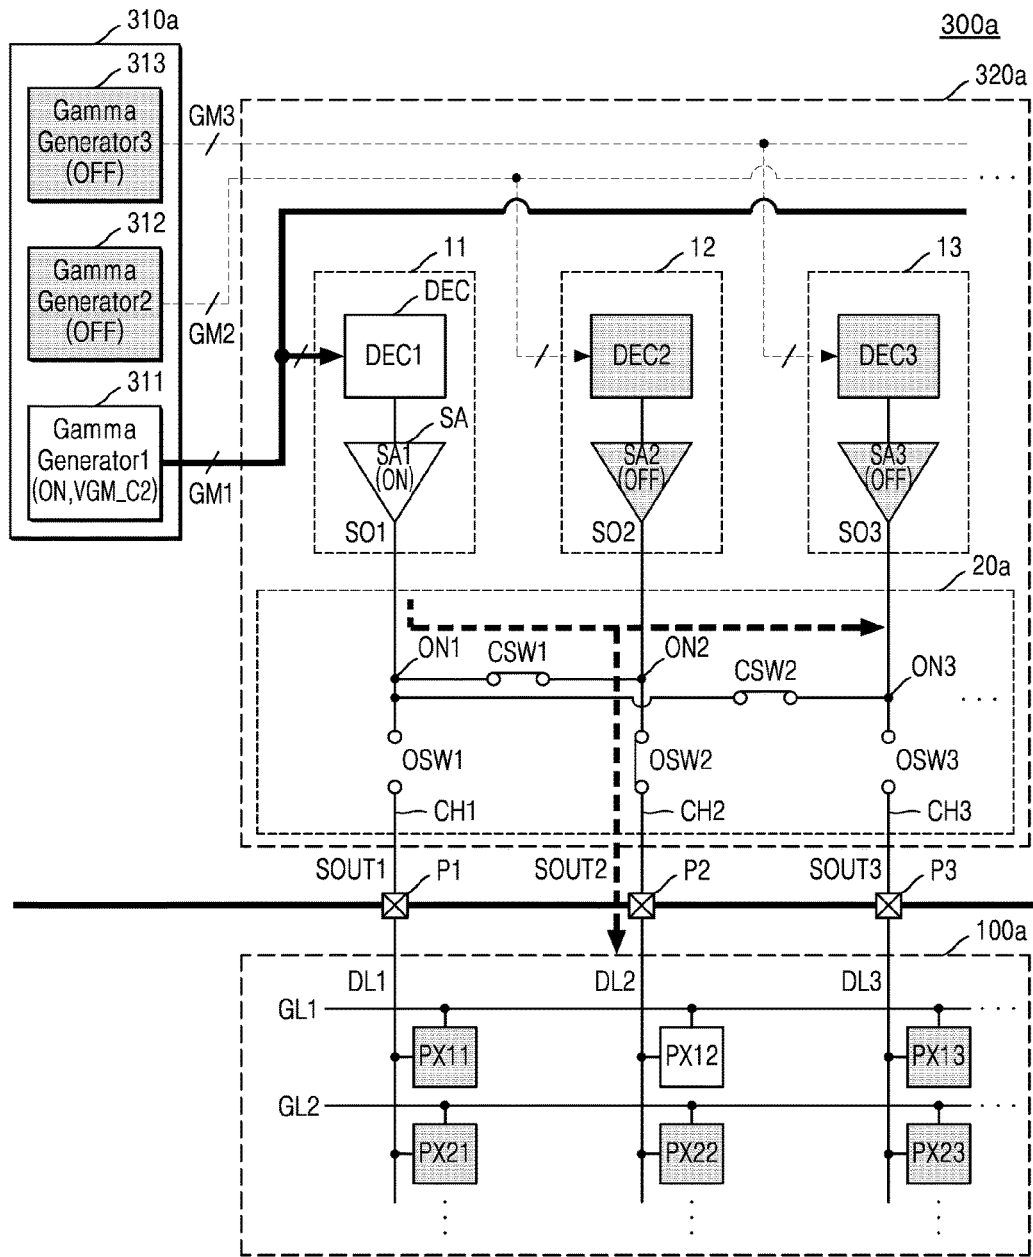 300a
310a
313
Gamma
Generator3
(OFF)
GM3
320a
312
Gamma
Generator2
(OFF)
GM2
311
Gamma
Generator1
(ON,VGM_C2)
GM1
11
12
13
DEC
DEC1
DEC2
DEC3
SA
SA1
(ON)
SA2
(OFF)
SA3
(OFF)
SO1
SO2
SO3
20a
ON1
CSW1
ON2
CSW2
ON3
OSW1
OSW2
OSW3
CH1
CH2
CH3
SOUT1
P1
SOUT2
P2
SOUT3
P3
100a
DL1
DL2
DL3
GL1
PX11
PX12
PX13
GL2
PX21
PX22
PX23